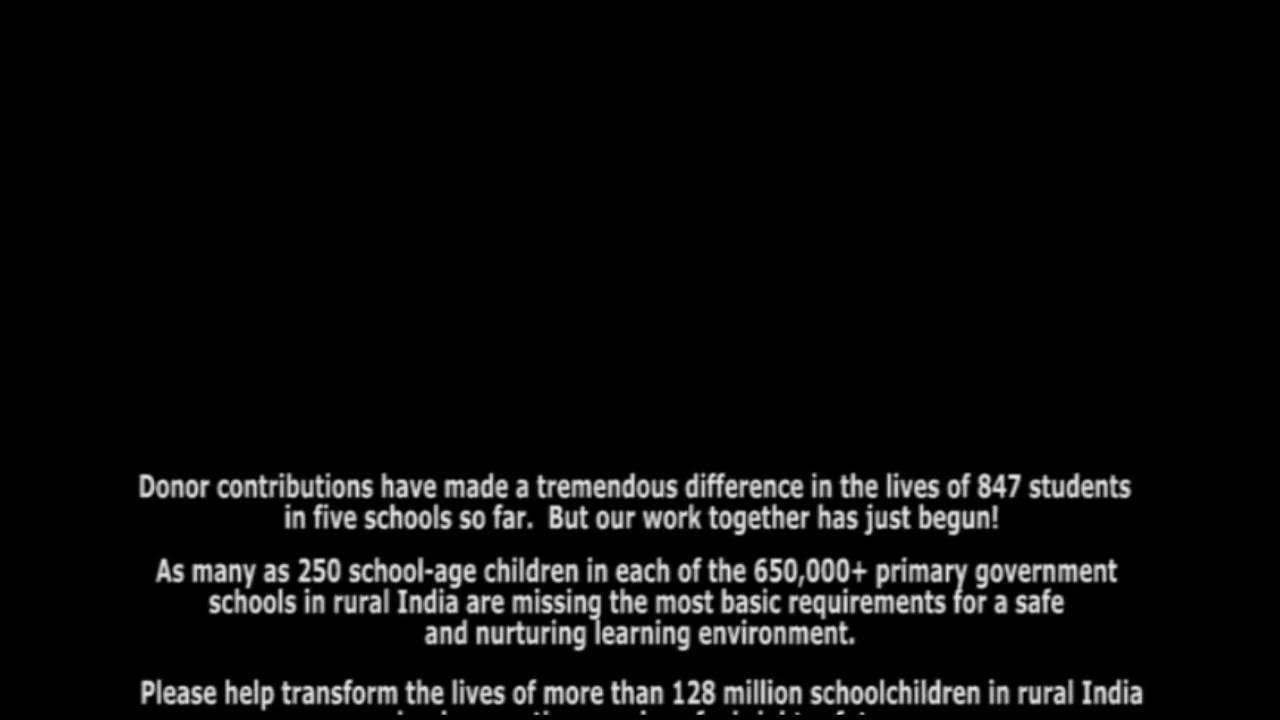 Donor contributions have made a tremendous difference in the lives of 847 students
in five schools so far.  But our work together has just begun!
As many as 250 school-age children in each of the 650,000+ primary government
schools in rural India are missing the most basic requirements for a safe
and nurturing learning environment.
Please help transform the lives of more than 128 million schoolchildren in rural India